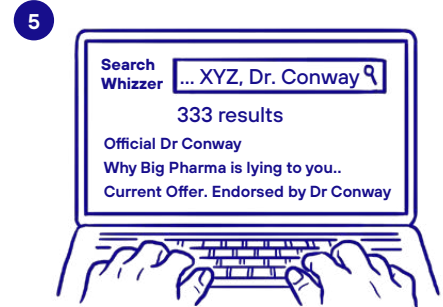 5
Search
Whizzer
... XYZ, Dr. Conway
333 results
Official Dr Conway
Why Big Pharma is lying to you..
Current Offer. Endorsed by Dr Conway